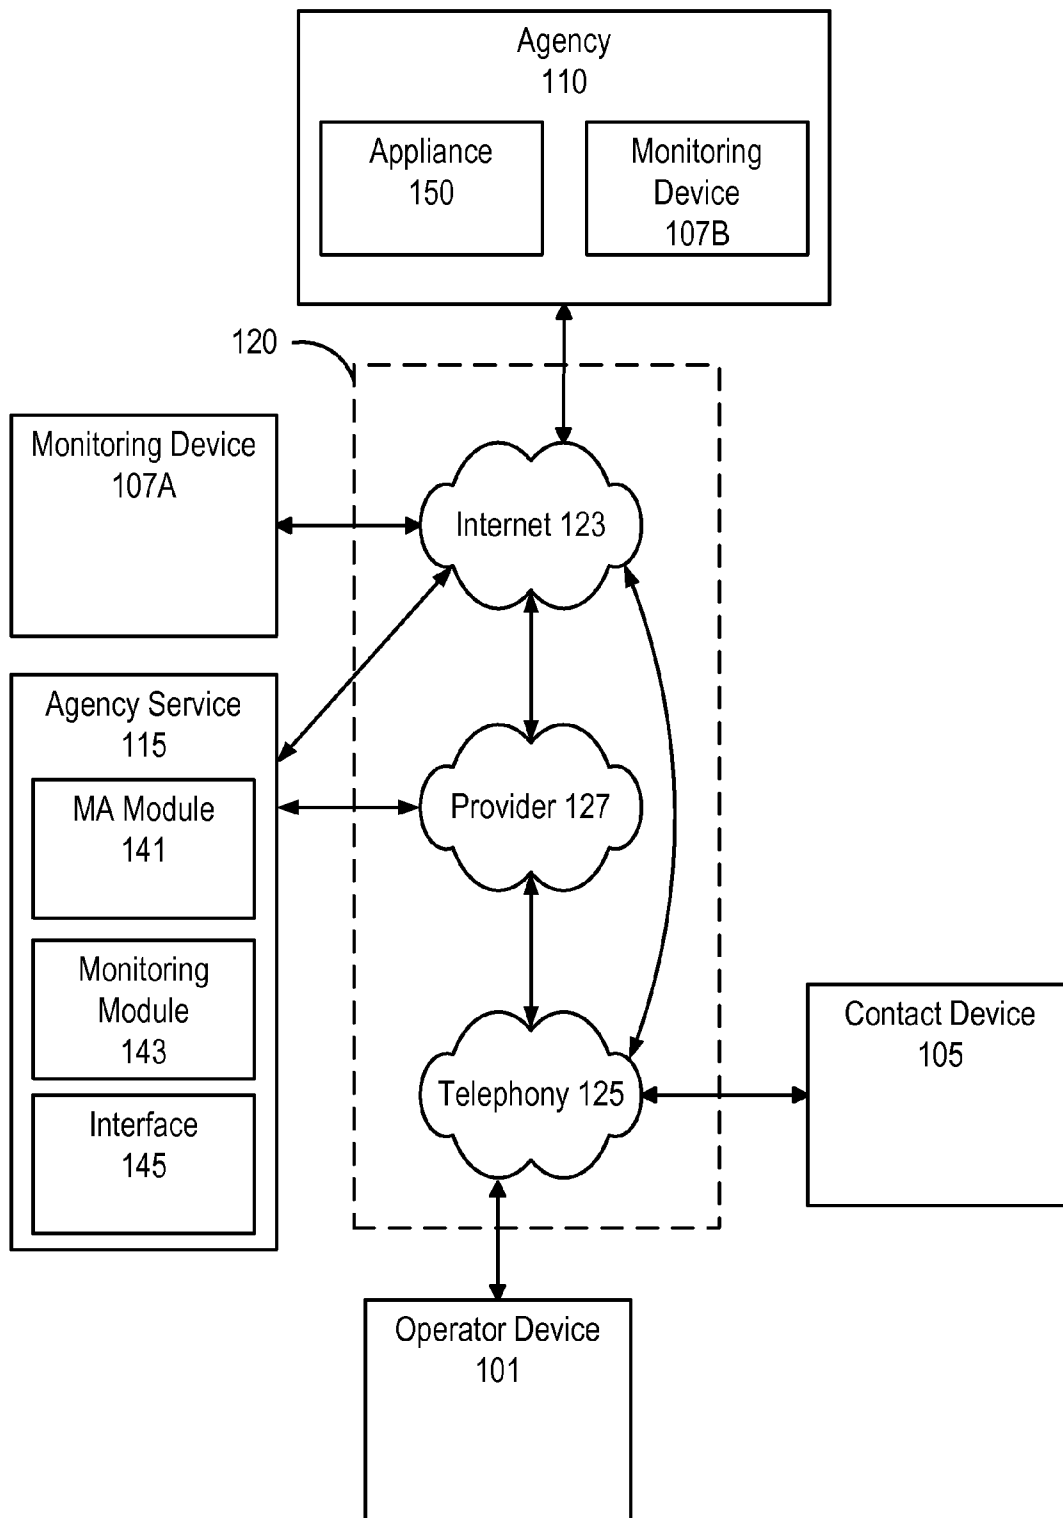 Agency
110
Appliance
150
Monitoring
Device
107B
120
Monitoring Device
107A
Internet 123
Agency Service
115
MA Module
141
Provider 127
Monitoring
Module
143
Contact Device
105
Telephony 125
Interface
145
Operator Device
101